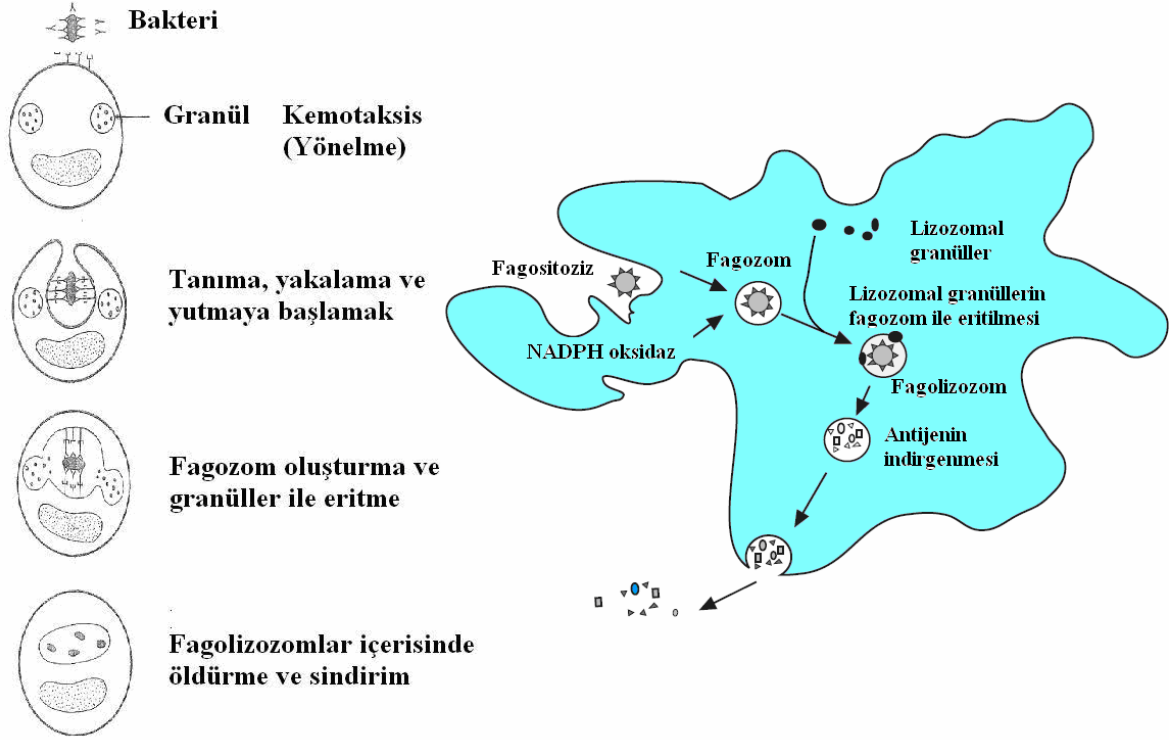 Bakteri
Granül Kemotaksis
(Yönelme)
Tanıma, yakalama ve
yutmaya başlamak
Fagozom oluşturma ve
granüller ile eritme
Fagolizozomlar içerisinde
öldürme ve sindirim
Fagositoziz
Fagozom
NADPH oksidaz
Lizozomal
granüller
Lizozomal granüllerin
fagozom ile eritilmesi
Fagolizozom
Antijenin
indirgenmesi